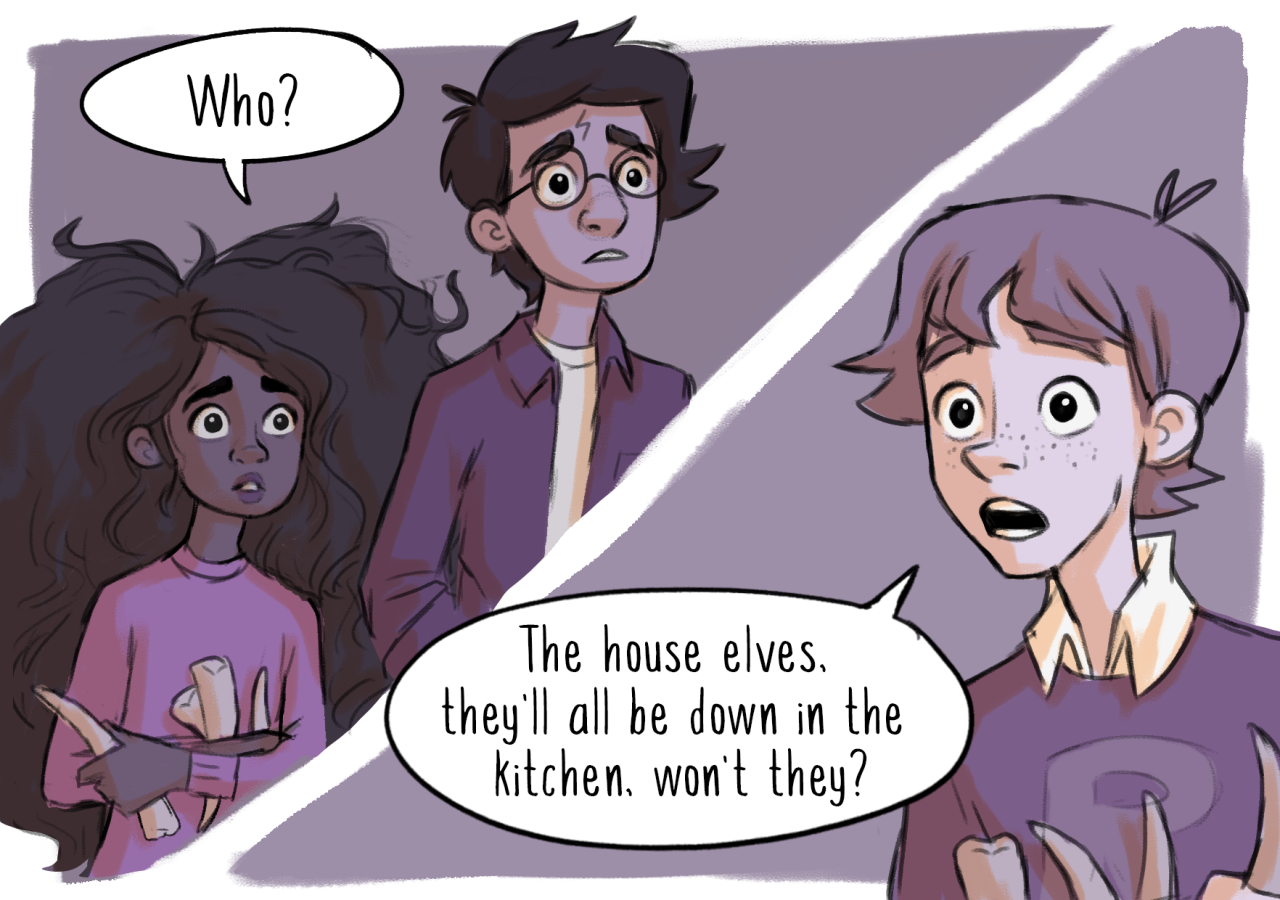 Who?
The house elves.
they'll all be down in the
kitchen. won't they?
R